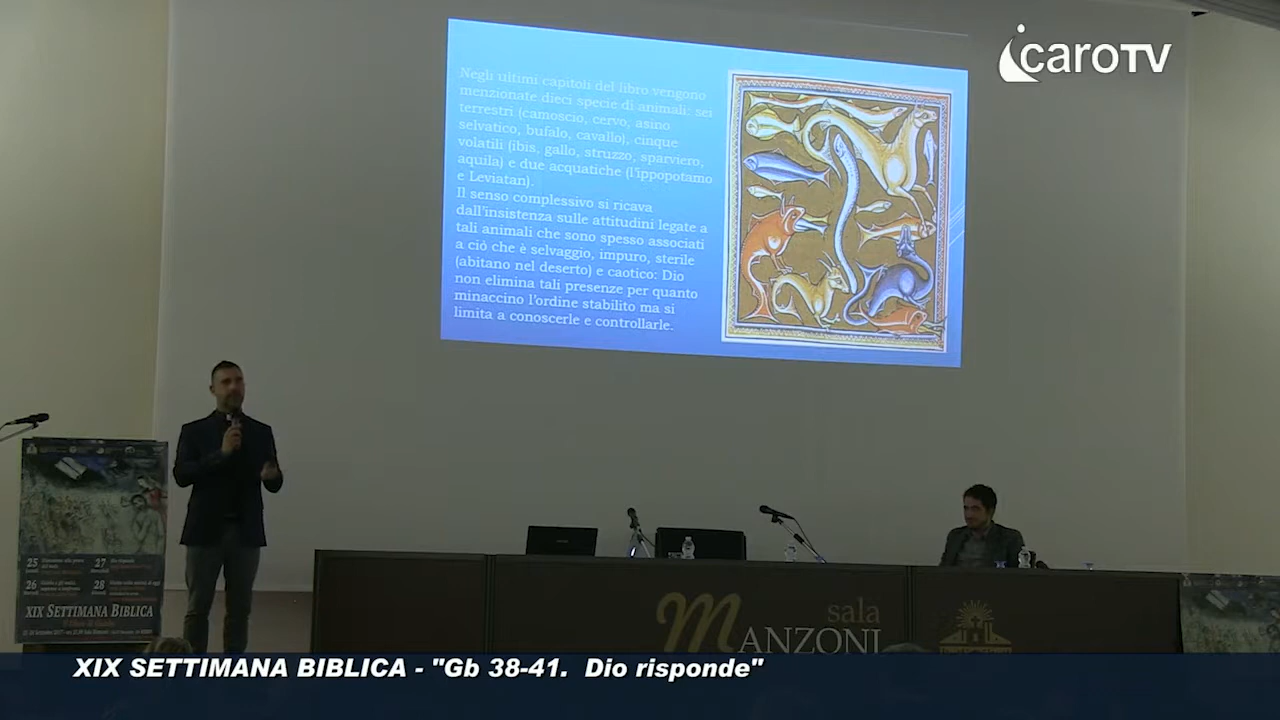 icaroTV
Negli ultimi capitoli del libro vengono
menzionate dieci specie di animali: sei
terrestri (camoscio, cervo, asino
selvatico, bufalo, cavallo), cinque
volatili (ibis, gallo, struzzo, sparviero,
aquila) e due acquatiche (l'ippopotamo
e Leviatan).
Il senso complessivo si ricava
dall'insistenza sulle attitudini legate a
tali animali che sono spesso associati
a ciò che è selvaggio, impuro, sterile
(abitano nel deserto) e caotico: Dio
non elimina tali presenze per quanto
minaccino l'ordine stabilito ma si
limita a conoscerle e controllarle.
25
27
26
28
XIX SETTIMANA BIBLICA
sala
MANZONI
XIX SETTIMANA BIBLICA - "Gb 38-41. Dio risponde"